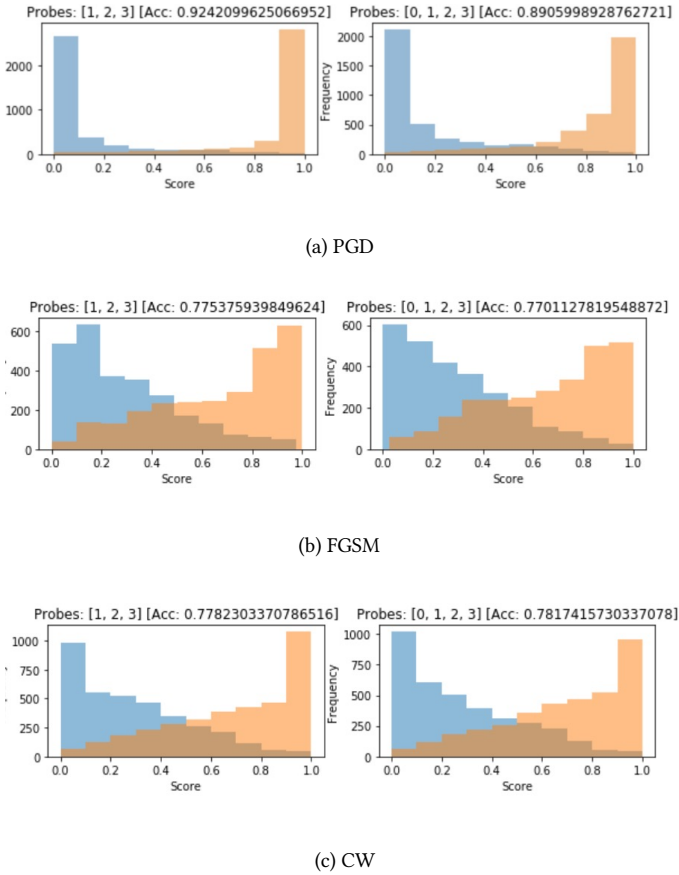 Probes: [1, 2, 3] [Acc: 0.9242099625066952]
Probes: [0, 1, 2, 3] [Acc: 0.8905998928762721]
2000
1000
0
0.0 0.2 0.4 0.6 0.8 1.0
Score
Frequency
2000
1500
1000
500
0
0.0 0.2 0.4 0.6 0.8 1.0
Score
(a) PGD
Probes: [1, 2, 3] [Acc: 0.775375939849624]
Probes: [0, 1, 2, 3] [Acc: 0.7701127819548872]
600
400
200
0
0.0 0.2 0.4 0.6 0.8 1.0
Score
Frequency
600
400
200
0
0.0 0.2 0.4 0.6 0.8 1.0
Score
(b) FGSM
Probes: [1, 2, 3] [Acc: 0.7782303370786516]
Probes: [0, 1, 2, 3] [Acc: 0.7817415730337078]
1000
750
500
250
0
0.0 0.2 0.4 0.6 0.8 1.0
Score
Frequency
1000
750
500
250
0
0.0 0.2 0.4 0.6 0.8 1.0
Score
(c) CW